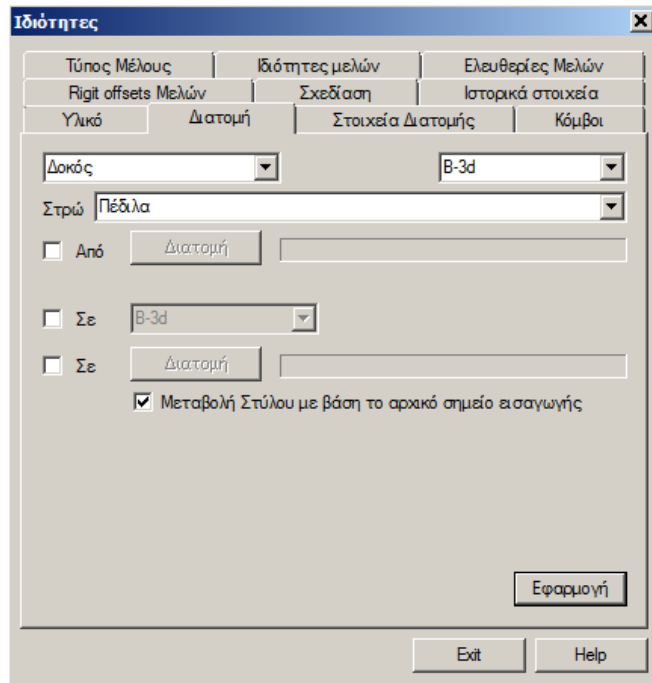 Ιδιότητες
Τύπος Μέλους Ιδιότητες μελών Ελευθερίες Μελών
Rigit offsets Μελών Σχεδίαση Ιστορικά στοιχεία
Υλικό Διατομή Στοιχεία Διατομής Κόμβοι
Δοκός B-3d
Στρώ Πέδιλα
Από Διατομή
Σε B-3d
Σε Διατομή
Μεταβολή Στύλου με βάση το αρχικό σημείο εισαγωγής
Εφαρμογή
Exit Help